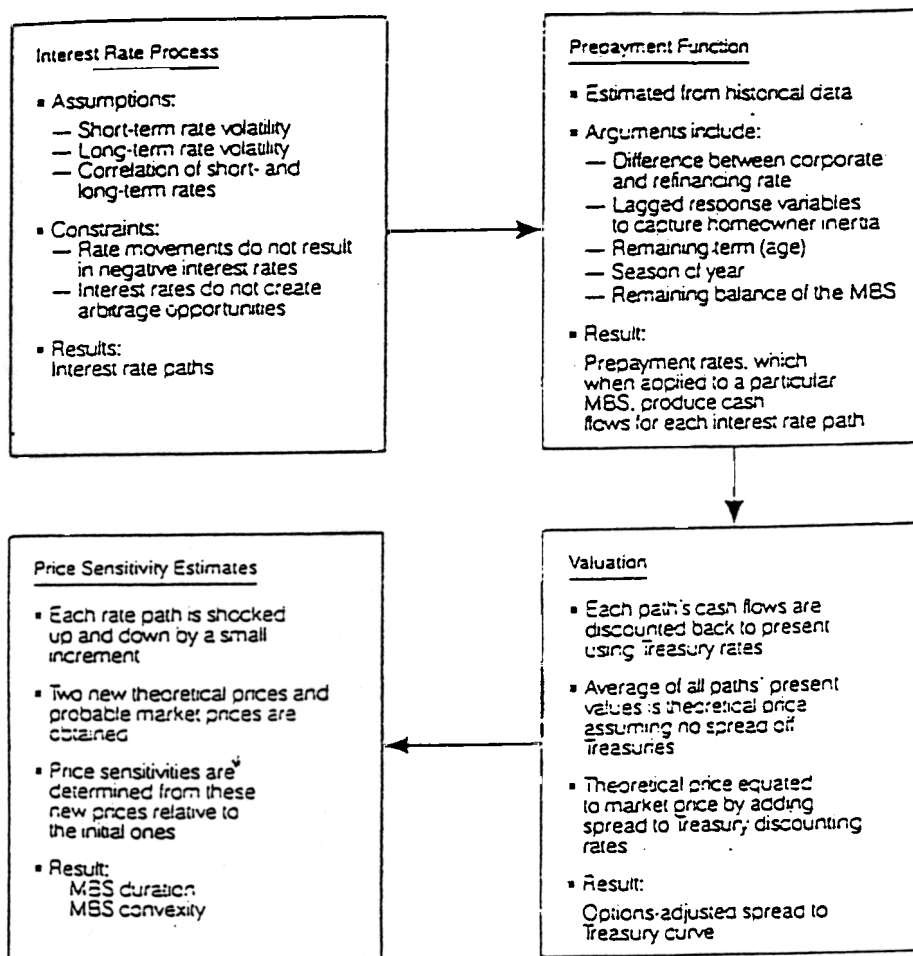 Interest Rate Process
▪ Assumptions:
— Short-term rate volatility
— Long-term rate volatility
— Correlation of short- and
long-term rates
▪ Constraints:
— Rate movements do not result
in negative interest rates
— Interest rates do not create
arbitrage opportunities
▪ Results:
Interest rate paths
Prepayment Function
▪ Estimated from historical data
▪ Arguments include:
— Difference between corporate
and refinancing rate
— Lagged response variables
to capture homeowner inertia
— Remaining term (age)
— Season of year
— Remaining balance of the MBS
▪ Result:
Prepayment rates, which
when applied to a particular
MBS, produce cash
flows for each interest rate path
Price Sensitivity Estimates
▪ Each rate path is shocked
up and down by a small
increment
▪ Two new theoretical prices and
probable market prices are
obtained
▪ Price sensitivities are
determined from these
new prices relative to
the initial ones
▪ Result:
MBS duration
MBS convexity
Valuation
▪ Each path's cash flows are
discounted back to present
using Treasury rates
▪ Average of all paths' present
values is theoretical price
assuming no spread off
Treasuries
▪ Theoretical price equated
to market price by adding
spread to Treasury discounting
rates
▪ Result:
Options-adjusted spread to
Treasury curve